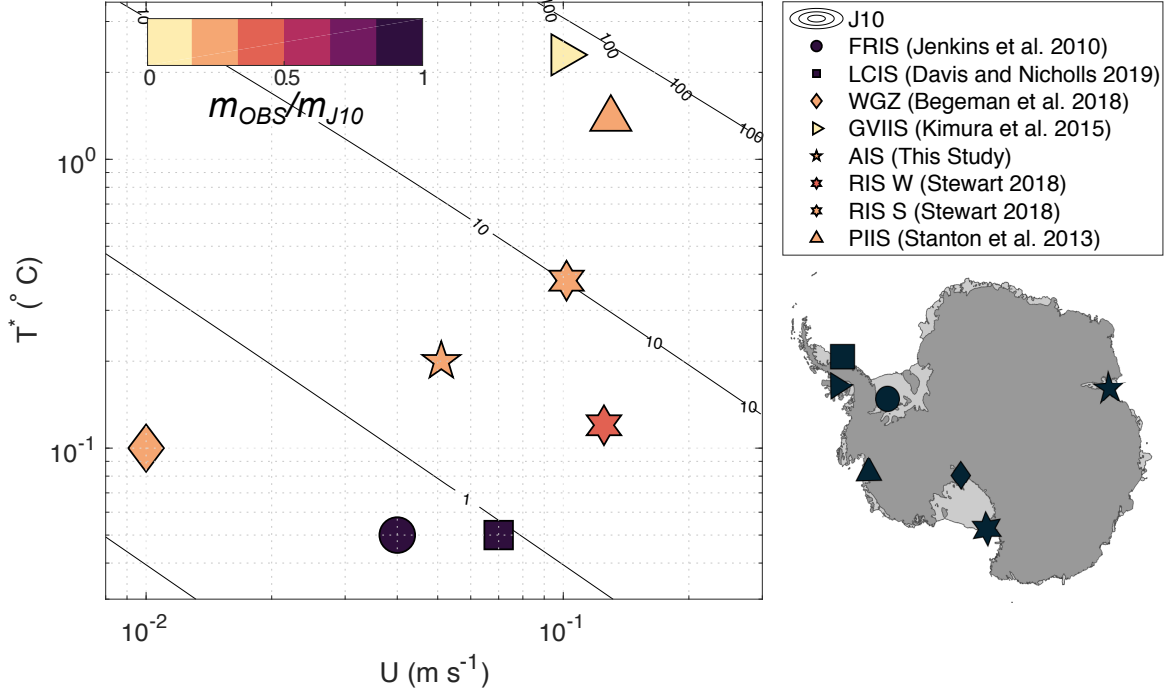 10
100
100
100
100
10
10
10
1
0
0.5
1
m_OBS/m_J10
10^0
10^-1
T* (° C)
10^-2
10^-1
U (m s^-1)
J10
FRIS (Jenkins et al. 2010)
LCIS (Davis and Nicholls 2019)
WGZ (Begeman et al. 2018)
GVIIS (Kimura et al. 2015)
AIS (This Study)
RIS W (Stewart 2018)
RIS S (Stewart 2018)
PIIS (Stanton et al. 2013)